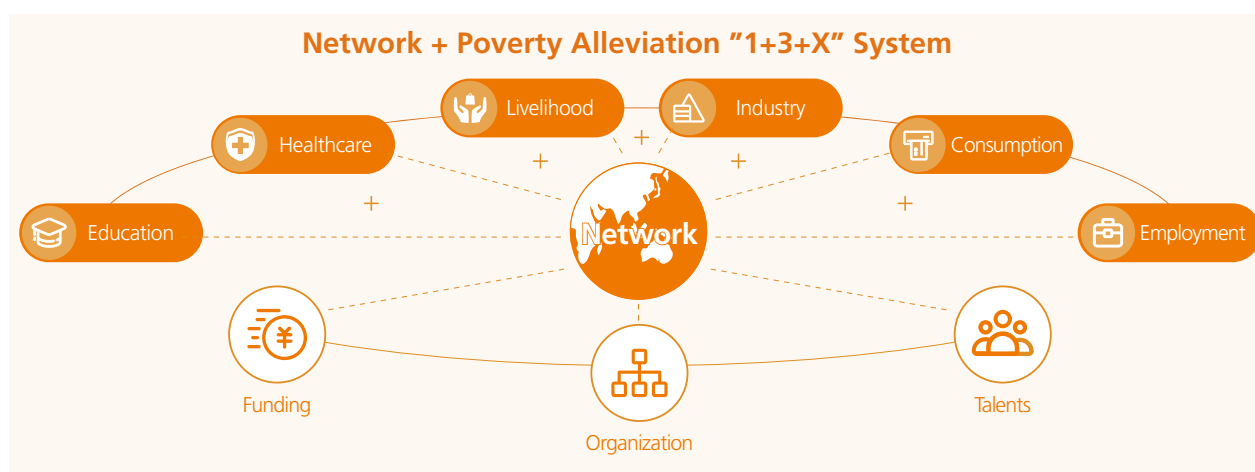 Network + Poverty Alleviation "1+3+X" System
Livelihood
Industry
Healthcare
Consumption
+
+
+
+
+
Education
Network
Employment
¥
Funding
Talents
Organization